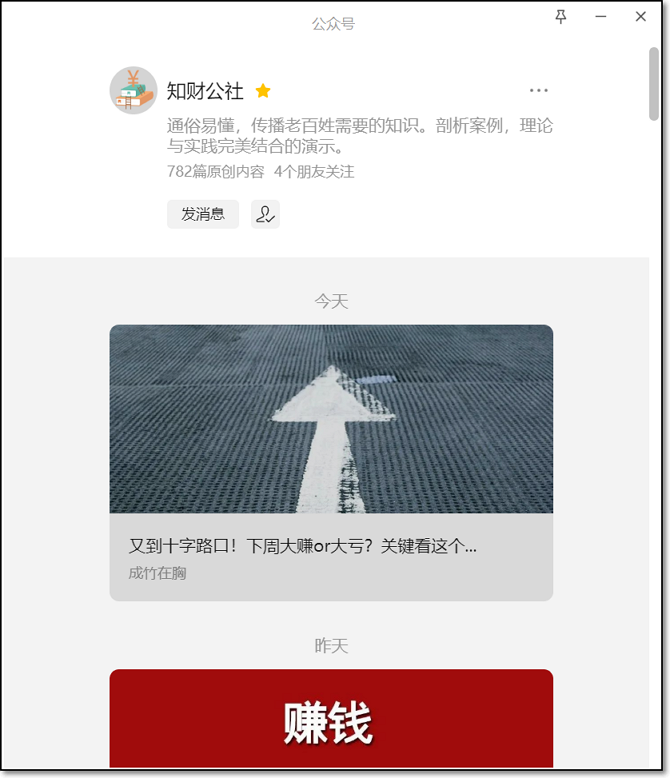 公众号
知财公社
通俗易懂，传播老百姓需要的知识。剖析案例，理论
与实践完美结合的演示。
782篇原创内容 4个朋友关注
发消息
今天
又到十字路口！下周大赚or大亏？关键看这个...
成竹在胸
昨天
赚钱